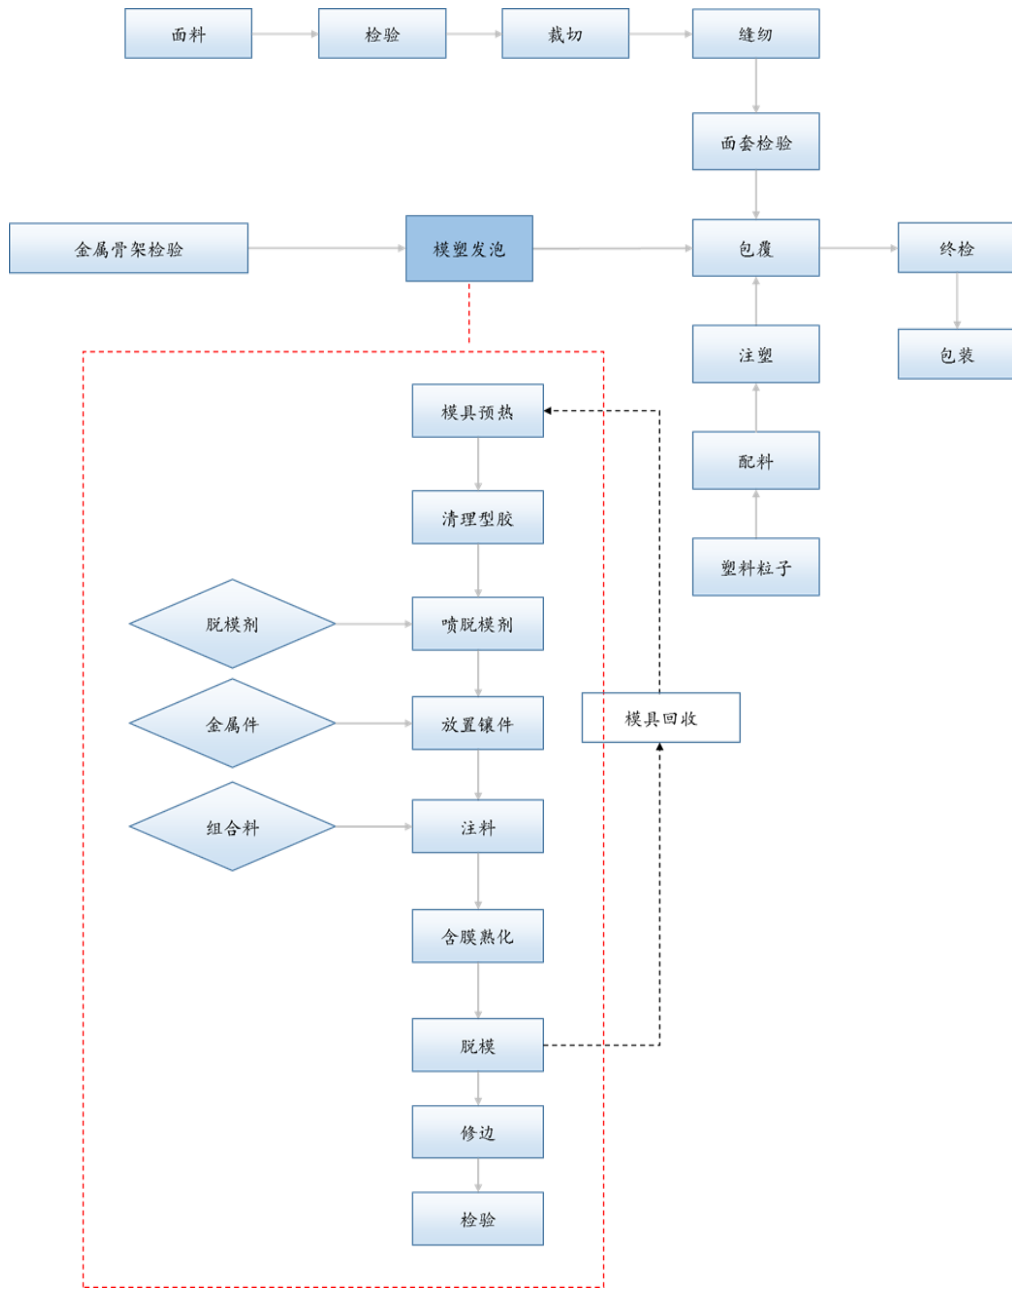 面料
检验
裁切
缝纫
面套检验
金属骨架检验
模塑发泡
包覆
终检
注塑
包装
模具预热
配料
清理型胶
塑料粒子
脱模剂
喷脱模剂
金属件
放置镶件
模具回收
组合料
注料
含膜熟化
脱模
修边
检验